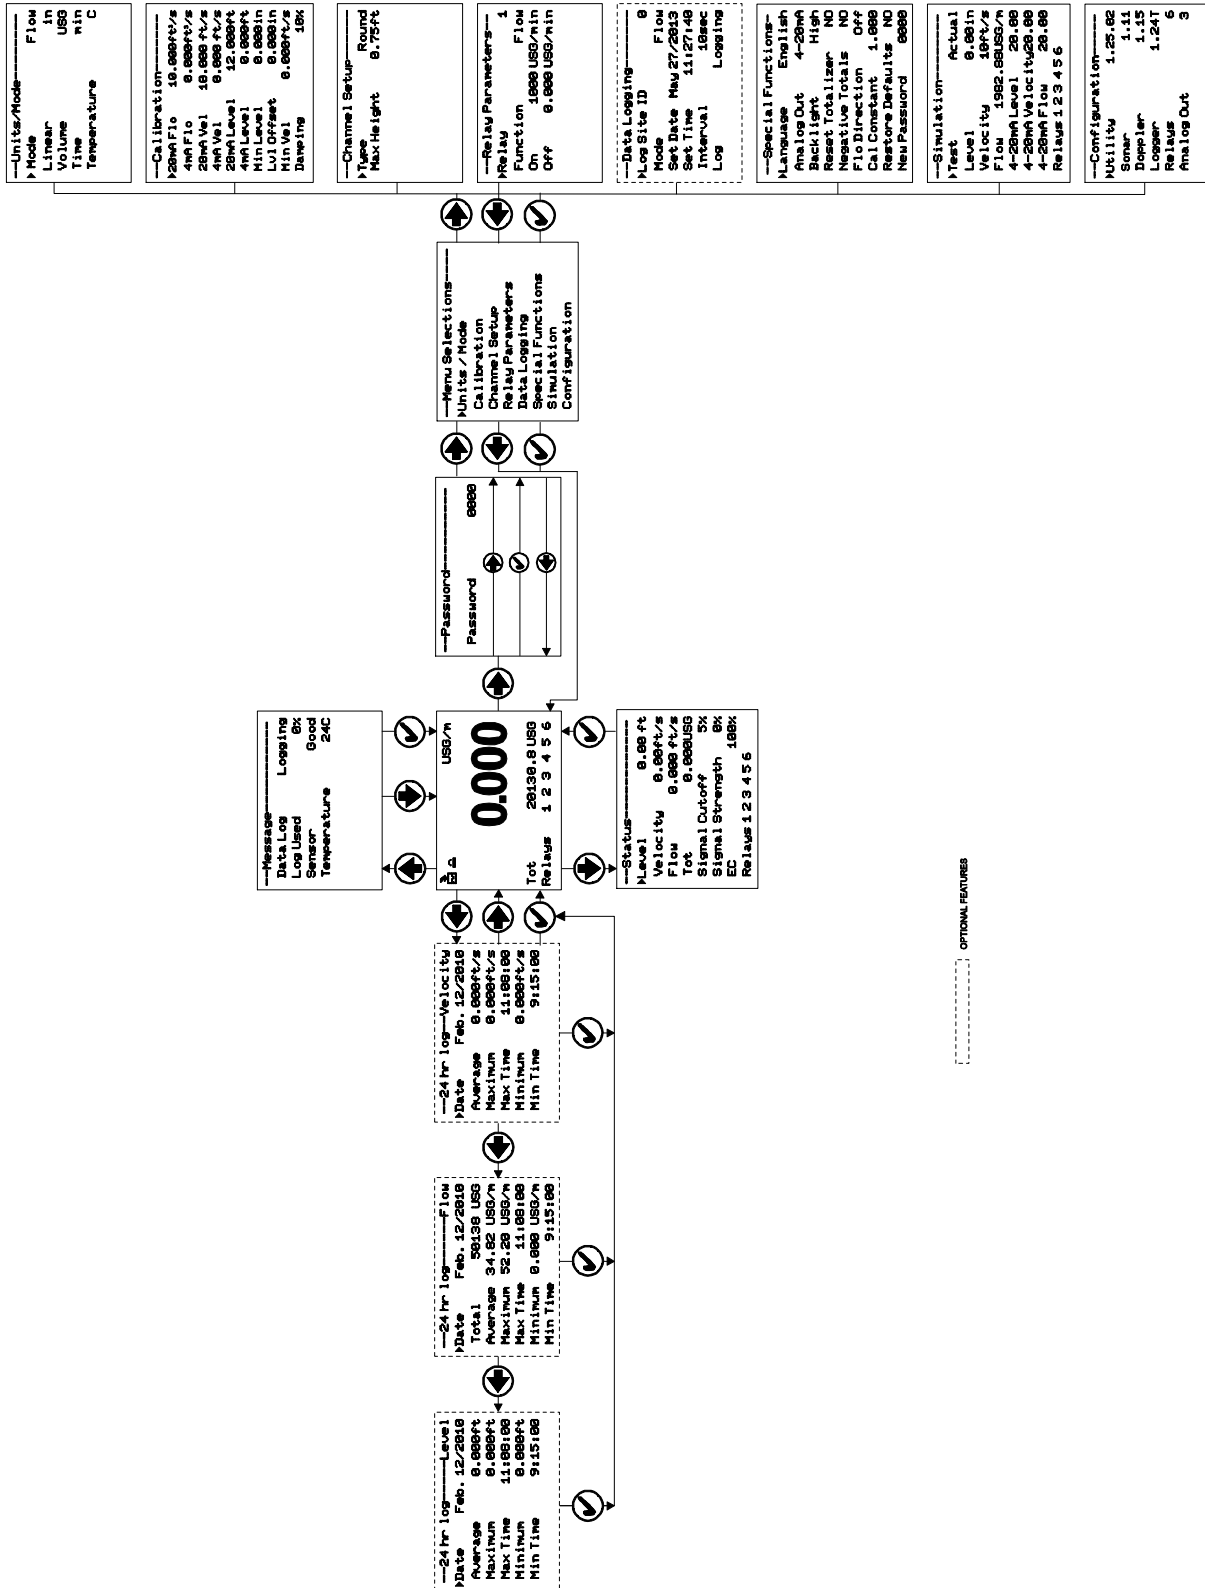 ---24 hr log------Level
Date Feb. 12/2010
Average 0.000ft
Maximum 0.000ft
Max Time 11:08:00
Minimum 0.000ft
Min Time 9:15:00
---24 hr log------Flow
Date Feb. 12/2010
Total 50138 USG
Average 34.82 USG/m
Maximum 52.20 USG/m
Max Time 11:08:00
Minimum 0.000 USG/m
Min Time 9:15:00
---24 hr log---Velocity
Date Feb. 12/2010
Average 0.000ft/s
Maximum 0.000ft/s
Max Time 11:08:00
Minimum 0.000ft/s
Min Time 9:15:00
---Message----------
Data Log Logging
Log Used 0%
Sensor Good
Temperature 24C
USG/m
0.000
Tot 20130.8 USG
Relays 1 2 3 4 5 6
---Status-------------
Level 0.00 ft
Velocity 0.00ft/s
Flow 0.000 ft/s
Tot 0.000USG
Signal Cutoff 5%
Signal Strength 0%
EC 100%
Relays 1 2 3 4 5 6
---Password-------------
Password 0000
---Menu Selections-----
Units / Mode
Calibration
Channel Setup
Relay Parameters
Data Logging
Special Functions
Simulation
Configuration
---Units/Mode---------
Mode Flow
Linear in
Volume USG
Time min
Temperature C
---Calibration---------
20mA Flo 10.000ft³/s
4mA Flo 0.000ft³/s
20mA Vel 10.000 ft/s
4mA Vel 0.000 ft/s
20mA Level 12.000ft
4mA Level 0.000ft
Min Level 0.000in
Lvl Offset 0.000in
Min Vel 0.000ft/s
Damping 10%
---Channel Setup------
Type Round
Max Height 0.75ft
---Relay Parameters---
Relay 1
Function Flow
On 1000 USG/min
Off 0.000 USG/min
---Data Logging------
Log Site ID 0
Mode Flow
Set Date May 27/2013
Set Time 11:27:40
Interval 10sec
Log Logging
---Special Functions--
Language English
Analog Out 4-20mA
Backlight High
Reset Totalizer NO
Negative Totals NO
Flo Direction Off
Cal Constant 1.000
Restore Defaults NO
New Password 0000
---Simulation---------
Test Actual
Level 0.00in
Velocity 10ft/s
Flow 1982.88USG/m
4-20mA Level 20.00
4-20mA Velocity20.00
4-20mA Flow 20.00
Relays 1 2 3 4 5 6
---Configuration------
Utility 1.25.02
Sonar 1.11
Doppler 1.15
Logger 1.24T
Relays 6
Analog Out 3
OPTIONAL FEATURES